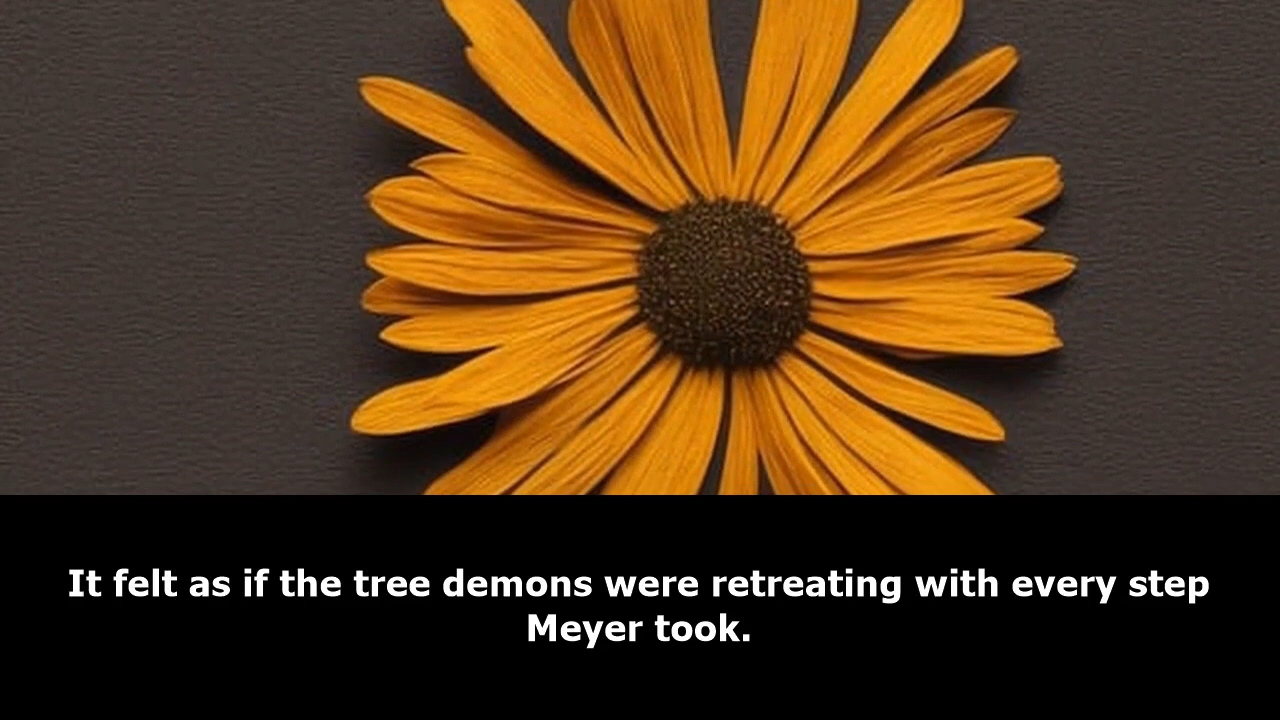 It felt as if the tree demons were retreating with every step
Meyer took.